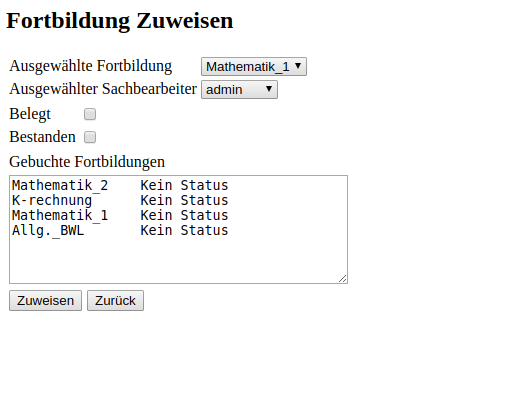 Fortbildung Zuweisen
Ausgewählte Fortbildung Mathematik_1
Ausgewählter Sachbearbeiter admin
Belegt
Bestanden
Gebuchte Fortbildungen
Mathematik_2 Kein Status
K-rechnung Kein Status
Mathematik_1 Kein Status
Allg._BWL Kein Status
Zuweisen Zurück